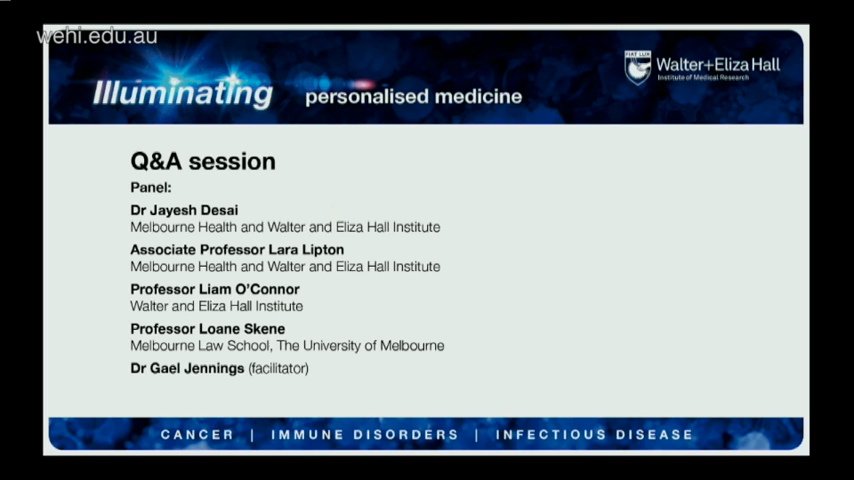 wehi.edu.au
Illuminating personalised medicine
FIAT LUX
Walter+Eliza Hall
Institute of Medical Research
Q&A session
Panel:
Dr Jayesh Desai
Melbourne Health and Walter and Eliza Hall Institute
Associate Professor Lara Lipton
Melbourne Health and Walter and Eliza Hall Institute
Professor Liam O’Connor
Walter and Eliza Hall Institute
Professor Loane Skene
Melbourne Law School, The University of Melbourne
Dr Gael Jennings (facilitator)
CANCER | IMMUNE DISORDERS | INFECTIOUS DISEASE